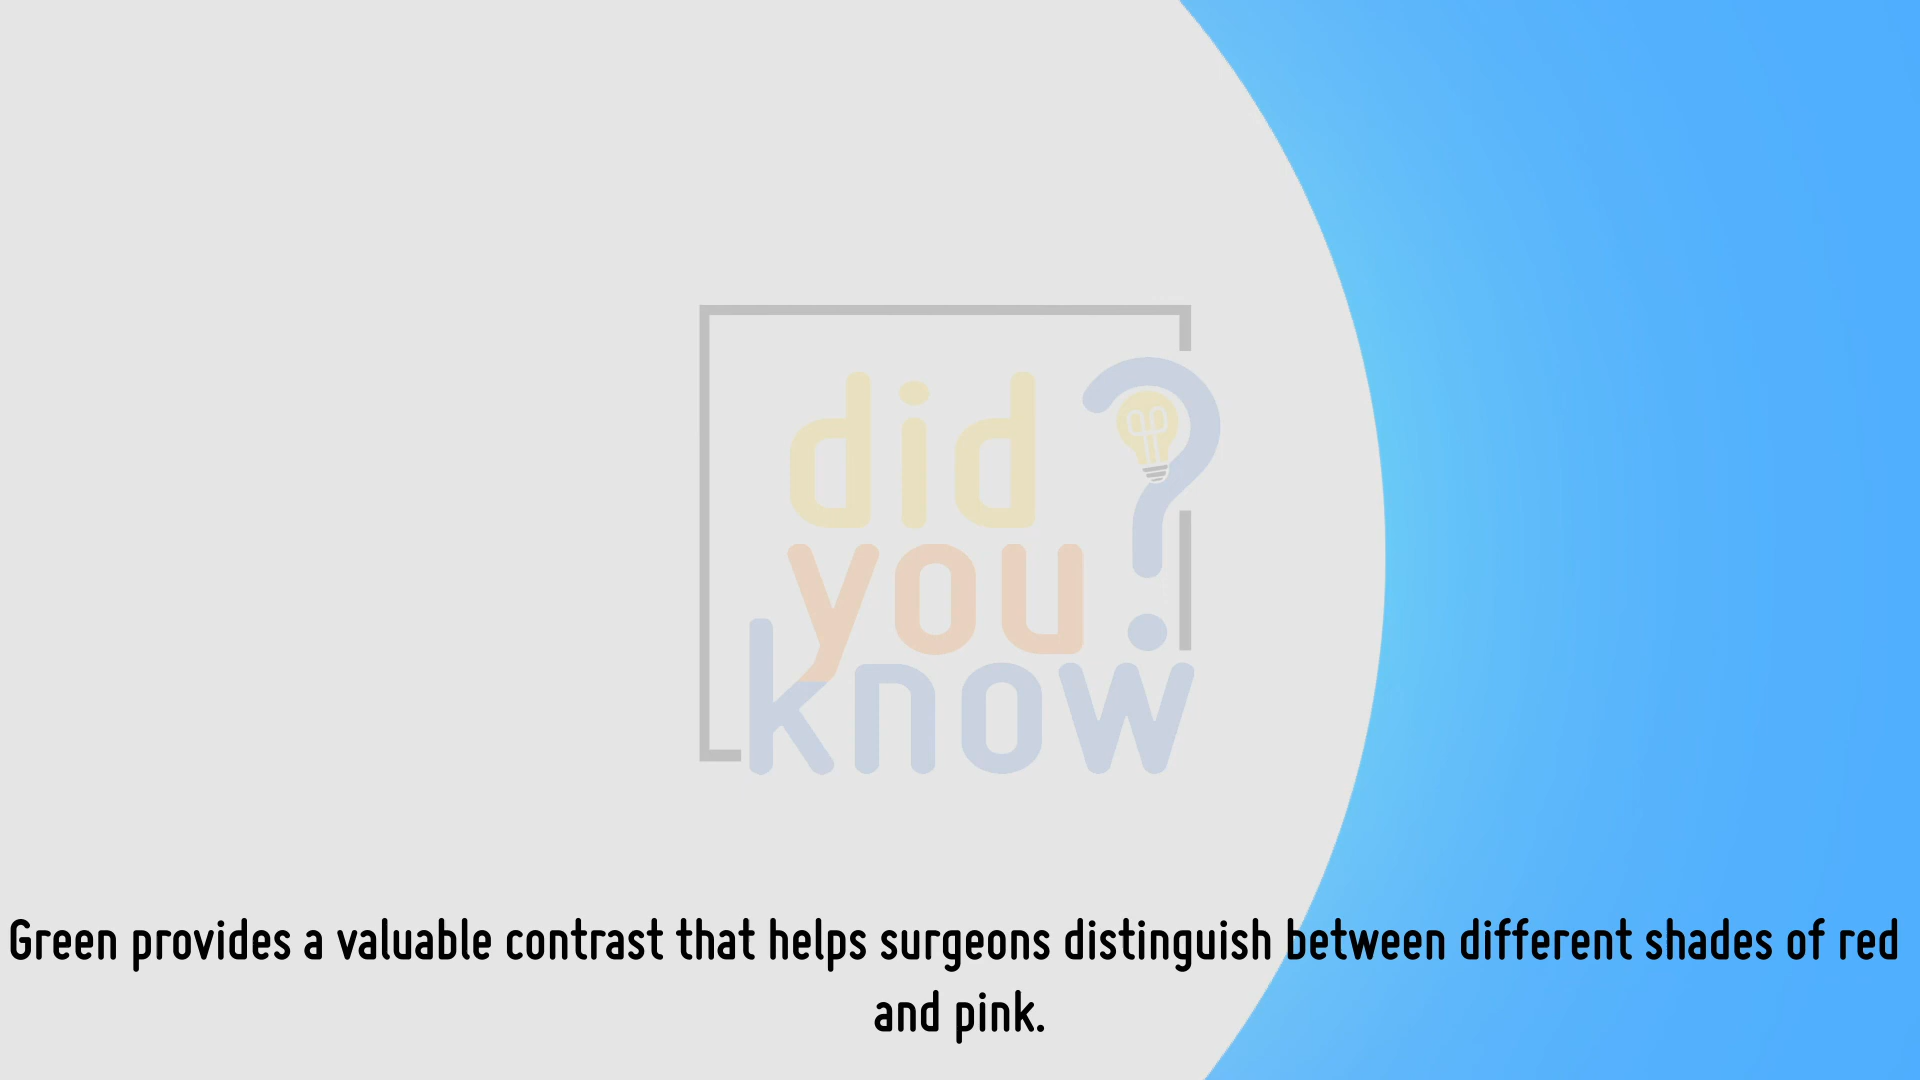 did
you
know
Green provides a valuable contrast that helps surgeons distinguish between different shades of red
and pink.